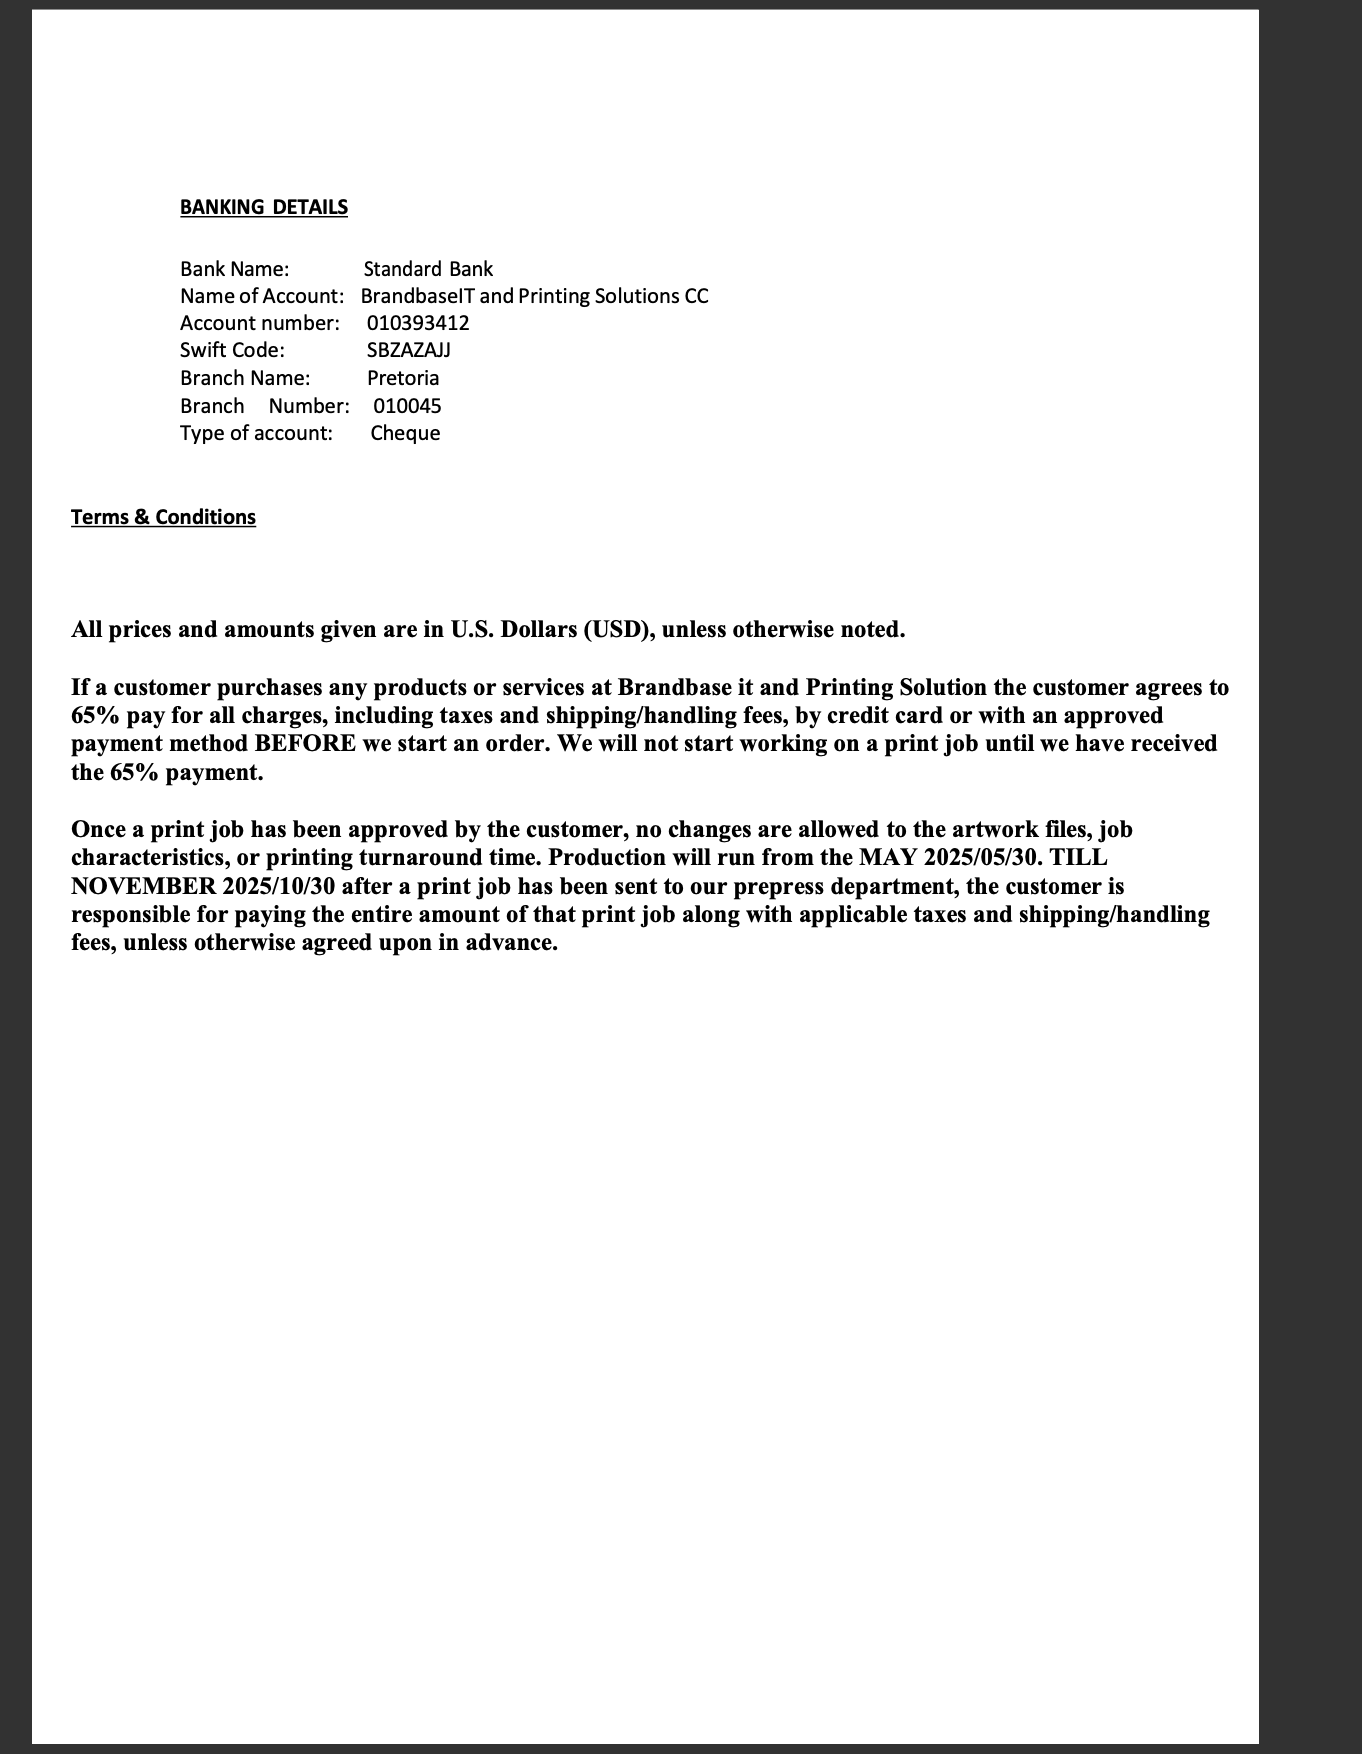 BANKING DETAILS
Bank Name: Standard Bank
Name of Account: BrandbaseIT and Printing Solutions CC
Account number: 010393412
Swift Code: SBZAZAJJ
Branch Name: Pretoria
Branch Number: 010045
Type of account: Cheque
Terms & Conditions
All prices and amounts given are in U.S. Dollars (USD), unless otherwise noted.
If a customer purchases any products or services at Brandbase it and Printing Solution the customer agrees to
65% pay for all charges, including taxes and shipping/handling fees, by credit card or with an approved
payment method BEFORE we start an order. We will not start working on a print job until we have received
the 65% payment.
Once a print job has been approved by the customer, no changes are allowed to the artwork files, job
characteristics, or printing turnaround time. Production will run from the MAY 2025/05/30. TILL
NOVEMBER 2025/10/30 after a print job has been sent to our prepress department, the customer is
responsible for paying the entire amount of that print job along with applicable taxes and shipping/handling
fees, unless otherwise agreed upon in advance.